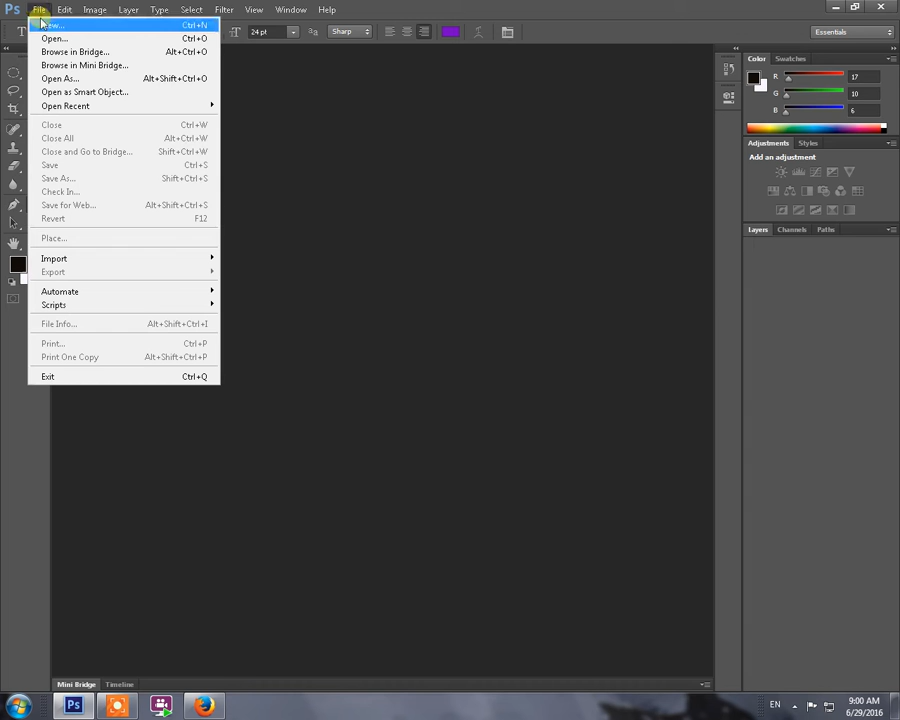 Ps File Edit Image Layer Type Select Filter View Window Help
T 24 pt Sharp Essentials
New... Ctrl+N
Open... Ctrl+O
Browse in Bridge... Alt+Ctrl+O
Browse in Mini Bridge...
Open As... Alt+Shift+Ctrl+O
Open as Smart Object...
Open Recent
Close Ctrl+W
Close All Alt+Ctrl+W
Close and Go to Bridge... Shift+Ctrl+W
Save Ctrl+S
Save As... Shift+Ctrl+S
Check In...
Save for Web... Alt+Shift+Ctrl+S
Revert F12
Place...
Import
Export
Automate
Scripts
File Info... Alt+Shift+Ctrl+I
Print... Ctrl+P
Print One Copy Alt+Shift+Ctrl+P
Exit Ctrl+Q
Color Swatches
R 17
G 10
B 6
Adjustments Styles
Add an adjustment
Layers Channels Paths
Mini Bridge Timeline
Ps EN 9:00 AM
6/29/2016